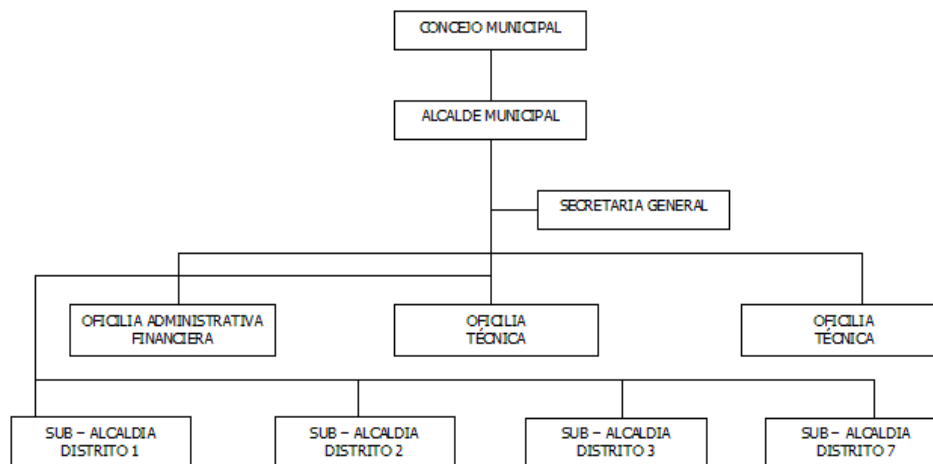 CONCEJO MUNICIPAL
ALCALDE MUNICIPAL
SECRETARIA GENERAL
OFICILIA ADMINISTRATIVA
FINANCIERA
OFICILIA
TÉCNICA
OFICILIA
TÉCNICA
SUB – ALCALDIA
DISTRITO 1
SUB – ALCALDIA
DISTRITO 2
SUB – ALCALDIA
DISTRITO 3
SUB – ALCALDIA
DISTRITO 7